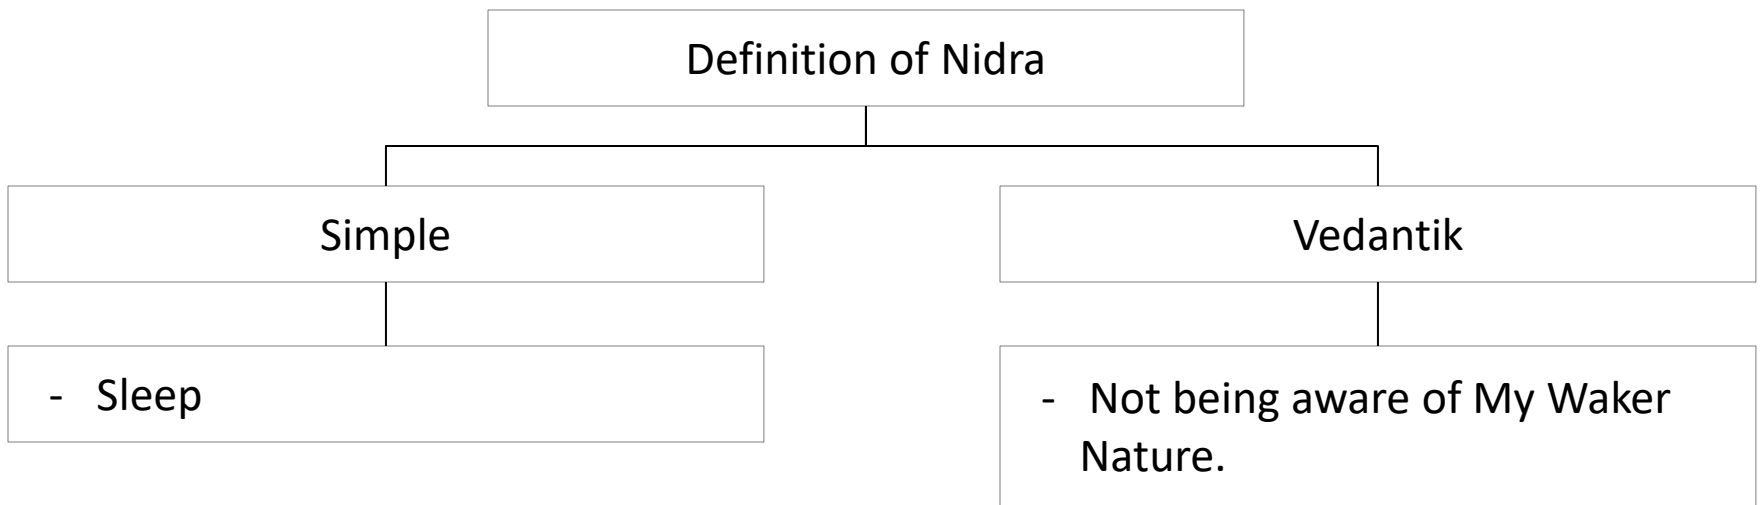 Definition of Nidra
Simple
Vedantik
- Sleep
- Not being aware of My Waker
Nature.